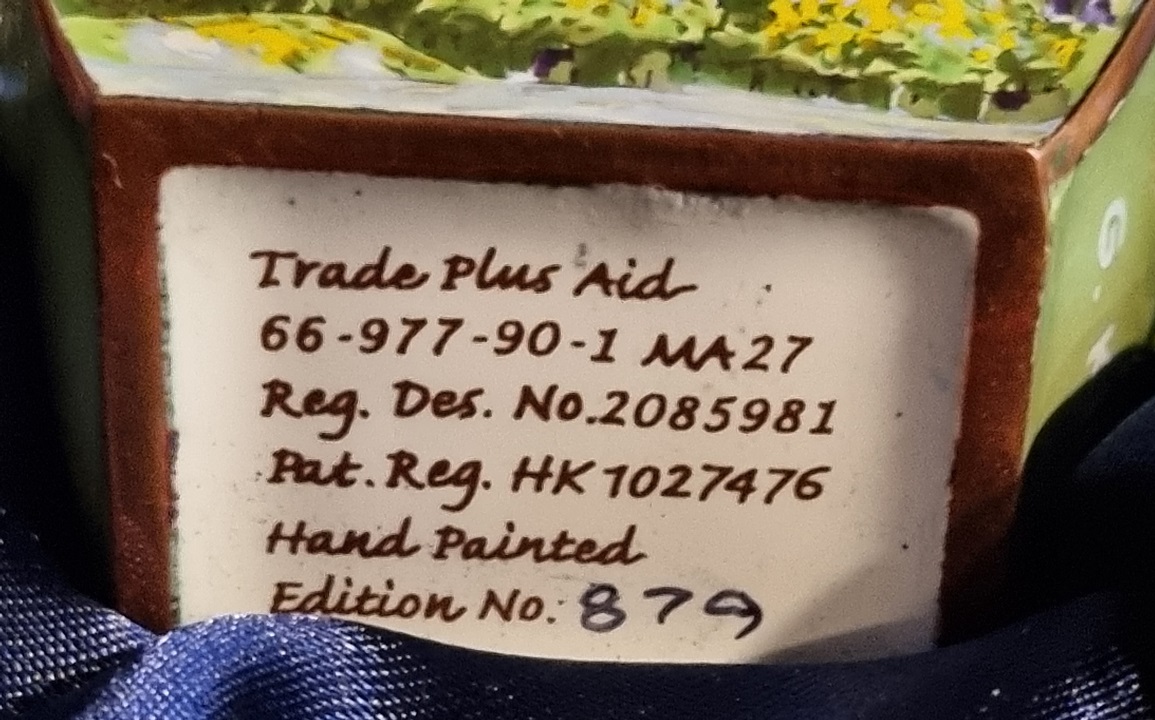 Trade Plus Aid
66-977-90-1 MA27
Reg. Des. No.2085981
Pat. Reg. HK1027476
Hand Painted
Edition No. 879